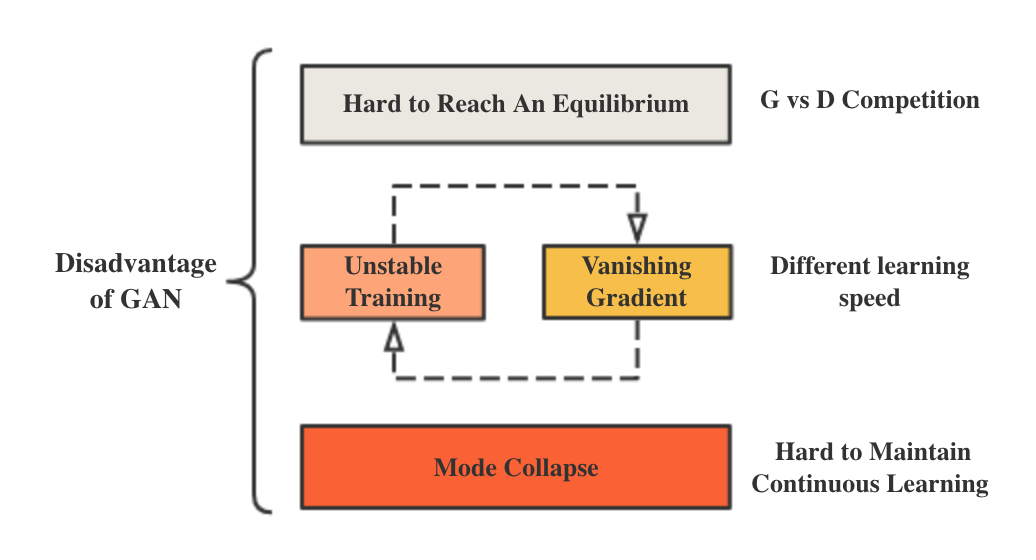 Hard to Reach An Equilibrium
G vs D Competition
Disadvantage
of GAN
Unstable
Training
Vanishing
Gradient
Different learning
speed
Mode Collapse
Hard to Maintain
Continuous Learning